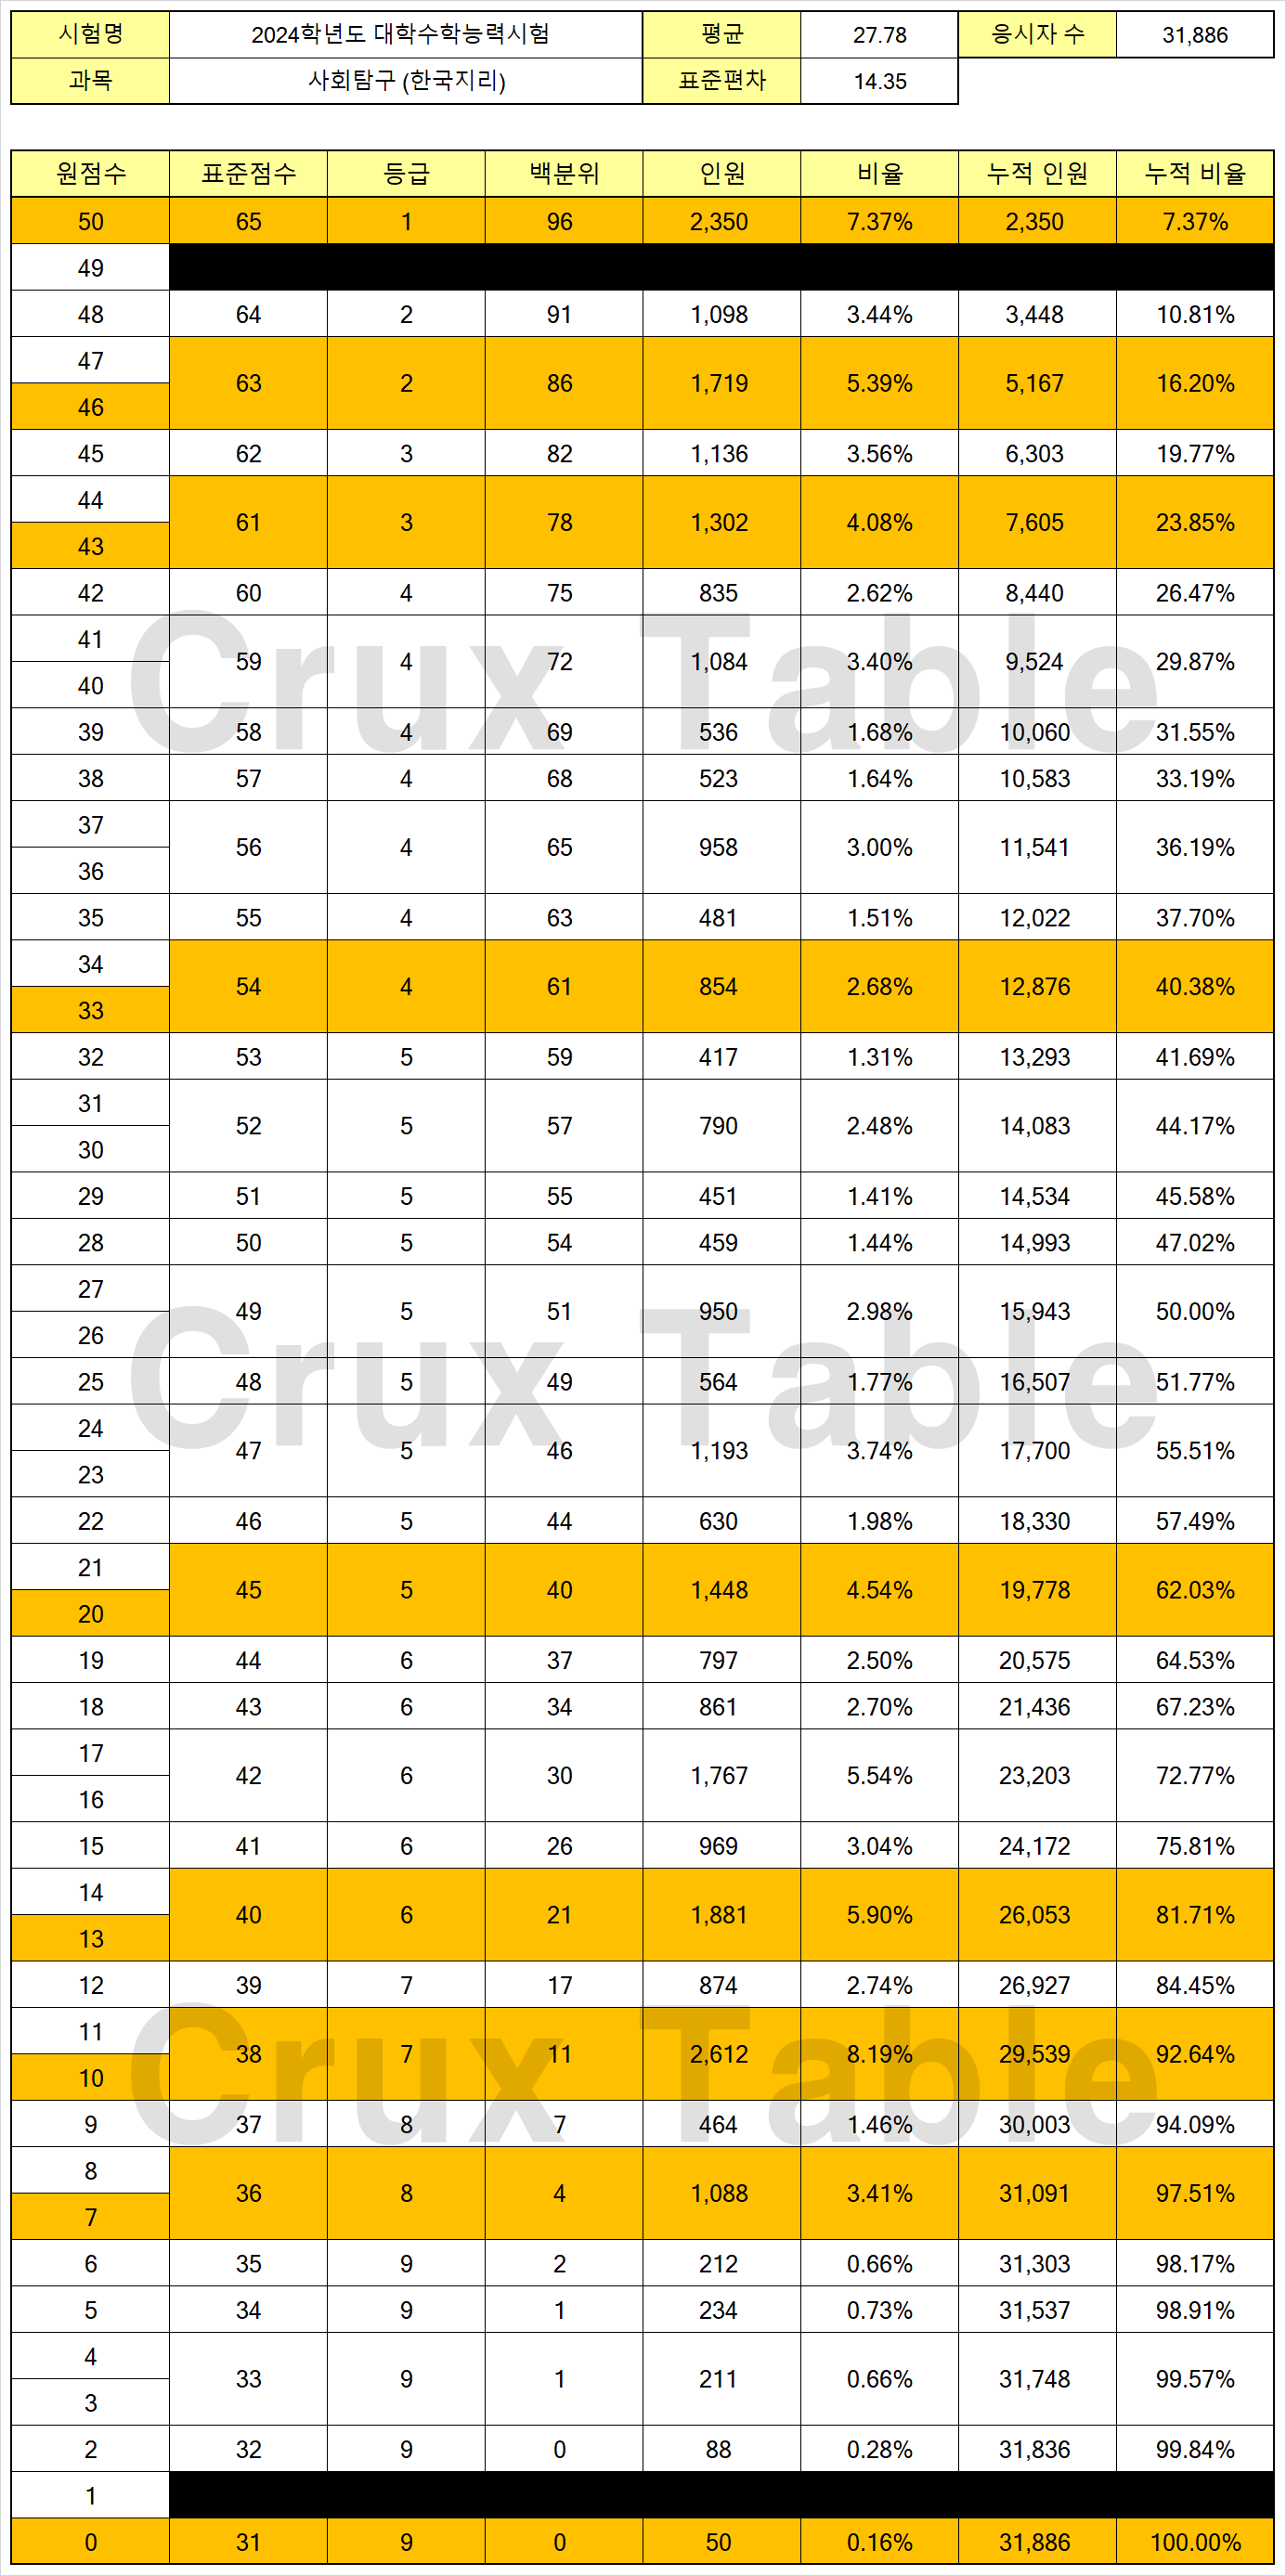 시험명 2024학년도 대학수학능력시험 평균 27.78 응시자 수 31,886
과목 사회탐구 (한국지리) 표준편차 14.35
원점수 표준점수 등급 백분위 인원 비율 누적 인원 누적 비율
50 65 1 96 2,350 7.37% 2,350 7.37%
49
48 64 2 91 1,098 3.44% 3,448 10.81%
47
63 2 86 1,719 5.39% 5,167 16.20%
46
45 62 3 82 1,136 3.56% 6,303 19.77%
44
61 3 78 1,302 4.08% 7,605 23.85%
43
42 60 4 75 835 2.62% 8,440 26.47%
Crux Table
41
59 4 72 1,084 3.40% 9,524 29.87%
40
39 58 4 69 536 1.68% 10,060 31.55%
38 57 4 68 523 1.64% 10,583 33.19%
37
56 4 65 958 3.00% 11,541 36.19%
36
35 55 4 63 481 1.51% 12,022 37.70%
34
54 4 61 854 2.68% 12,876 40.38%
33
32 53 5 59 417 1.31% 13,293 41.69%
31
52 5 57 790 2.48% 14,083 44.17%
30
29 51 5 55 451 1.41% 14,534 45.58%
28 50 5 54 459 1.44% 14,993 47.02%
27
49 5 51 950 2.98% 15,943 50.00%
26
Crux Table
25 48 5 49 564 1.77% 16,507 51.77%
24
47 5 46 1,193 3.74% 17,700 55.51%
23
22 46 5 44 630 1.98% 18,330 57.49%
21
45 5 40 1,448 4.54% 19,778 62.03%
20
19 44 6 37 797 2.50% 20,575 64.53%
18 43 6 34 861 2.70% 21,436 67.23%
17
42 6 30 1,767 5.54% 23,203 72.77%
16
15 41 6 26 969 3.04% 24,172 75.81%
14
40 6 21 1,881 5.90% 26,053 81.71%
13
12 39 7 17 874 2.74% 26,927 84.45%
11
38 7 11 2,612 8.19% 29,539 92.64%
10
Crux Table
9 37 8 7 464 1.46% 30,003 94.09%
8
36 8 4 1,088 3.41% 31,091 97.51%
7
6 35 9 2 212 0.66% 31,303 98.17%
5 34 9 1 234 0.73% 31,537 98.91%
4
33 9 1 211 0.66% 31,748 99.57%
3
2 32 9 0 88 0.28% 31,836 99.84%
1
0 31 9 0 50 0.16% 31,886 100.00%